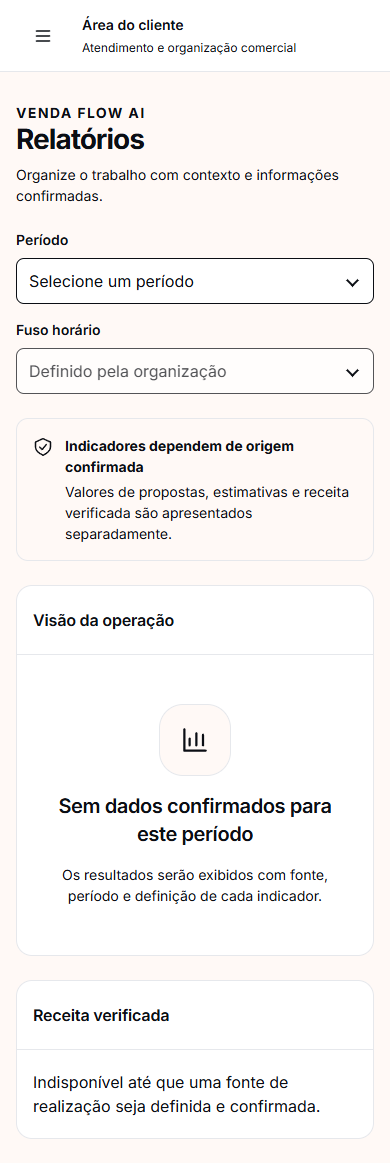 Área do cliente
Atendimento e organização comercial
VENDA FLOW AI
Relatórios
Organize o trabalho com contexto e informações
confirmadas.
Período
Selecione um período
Fuso horário
Definido pela organização
Indicadores dependem de origem
confirmada
Valores de propostas, estimativas e receita
verificada são apresentados
separadamente.
Visão da operação
Sem dados confirmados para
este período
Os resultados serão exibidos com fonte,
período e definição de cada indicador.
Receita verificada
Indisponível até que uma fonte de
realização seja definida e confirmada.